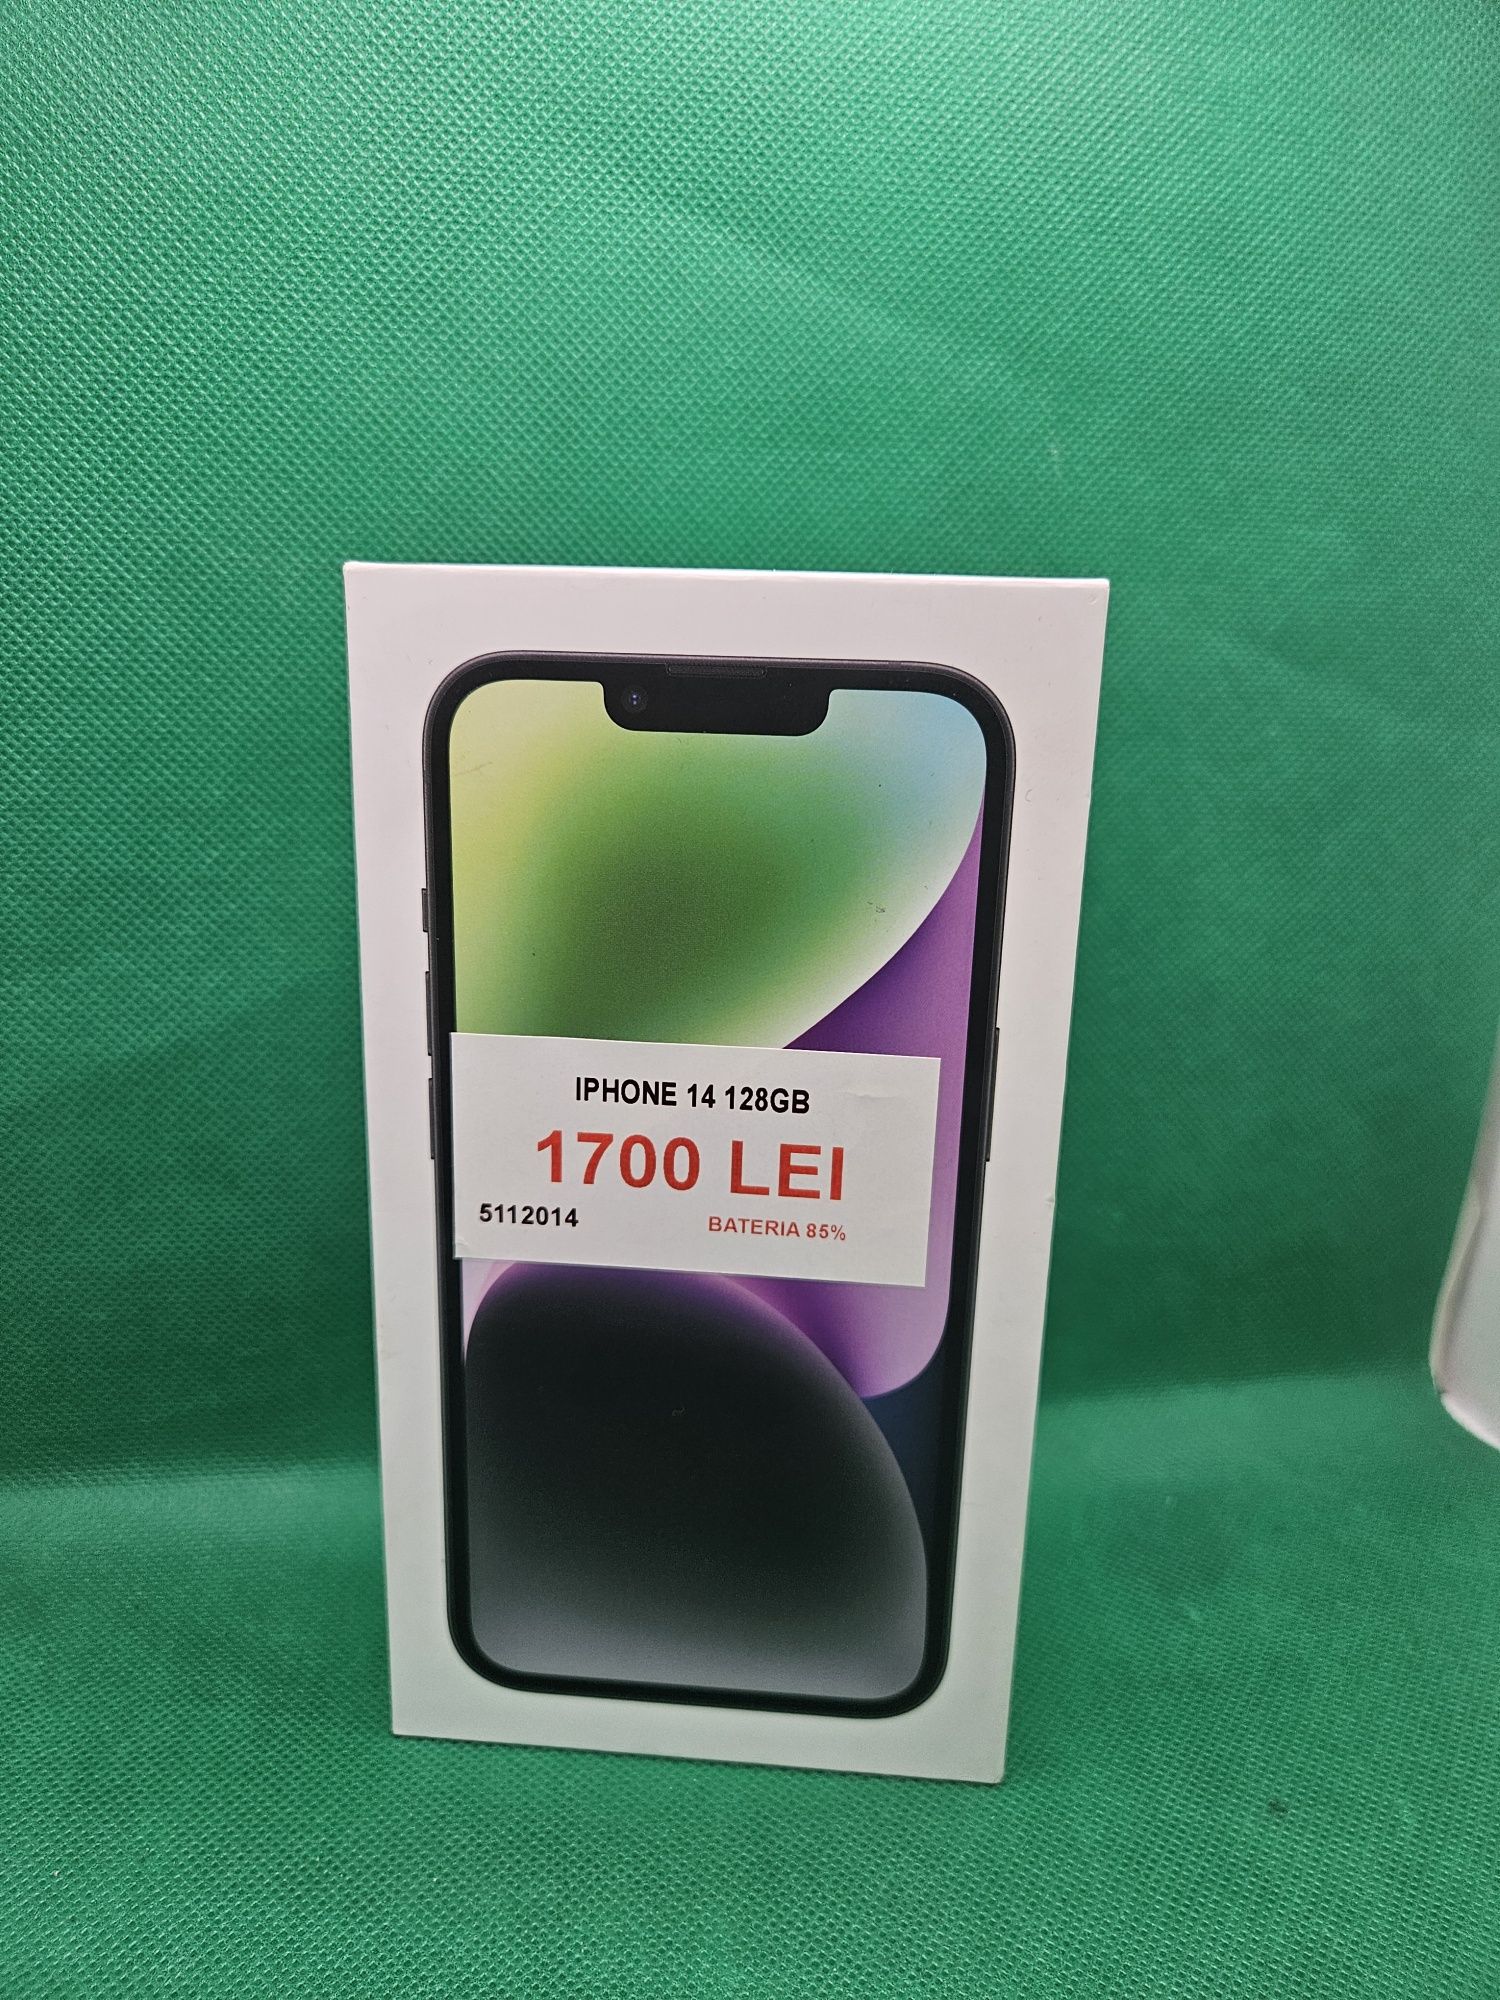 IPHONE 14 128GB
1700 LEI
5112014 BATERIA 85%